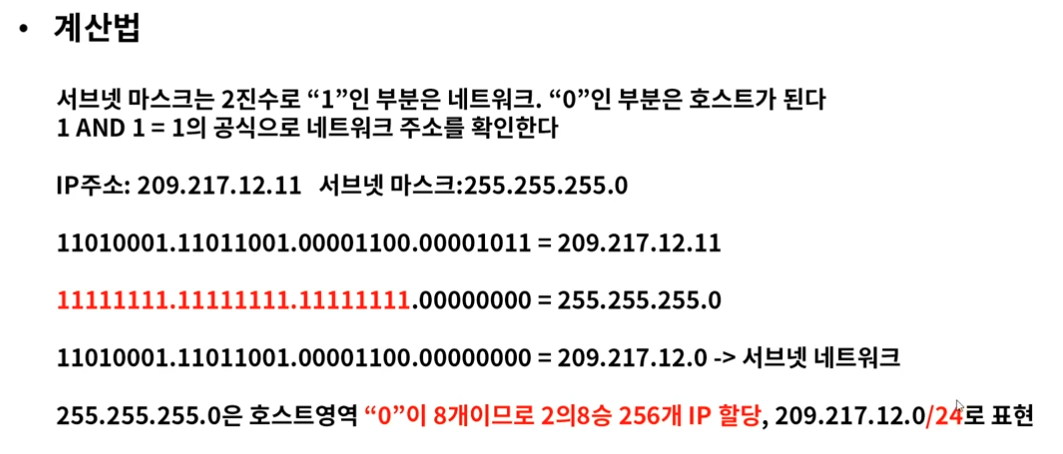 • 계산법
서브넷 마스크는 2진수로 “1”인 부분은 네트워크. “0”인 부분은 호스트가 된다
1 AND 1 = 1의 공식으로 네트워크 주소를 확인한다
IP주소: 209.217.12.11 서브넷 마스크:255.255.255.0
11010001.11011001.00001100.00001011 = 209.217.12.11
11111111.11111111.11111111.00000000 = 255.255.255.0
11010001.11011001.00001100.00000000 = 209.217.12.0 -> 서브넷 네트워크
255.255.255.0은 호스트영역 “0”이 8개이므로 2의8승 256개 IP 할당, 209.217.12.0/24로 표현